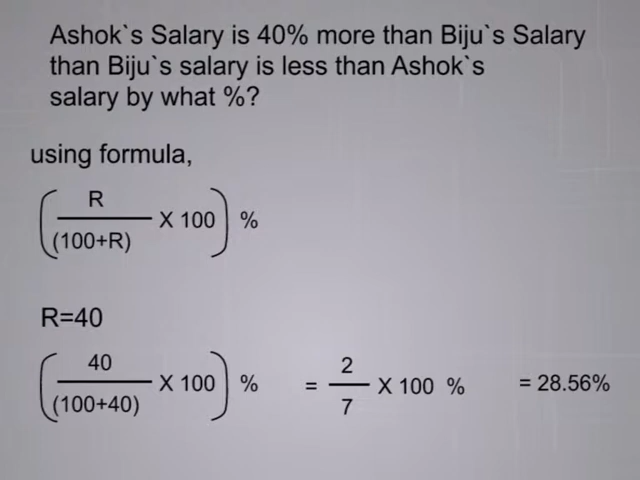 Ashok`s Salary is 40% more than Biju`s Salary
than Biju`s salary is less than Ashok`s
salary by what %?
using formula,
(R/(100+R) X 100) %
R=40
(40/(100+40) X 100) % = 2/7 X 100 % = 28.56%